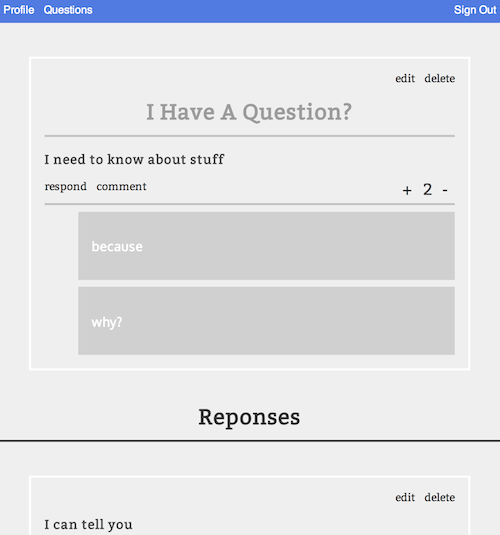 Profile Questions Sign Out
edit delete
I Have A Question?
I need to know about stuff
respond comment + 2 -
because
why?
Reponses
edit delete
I can tell you